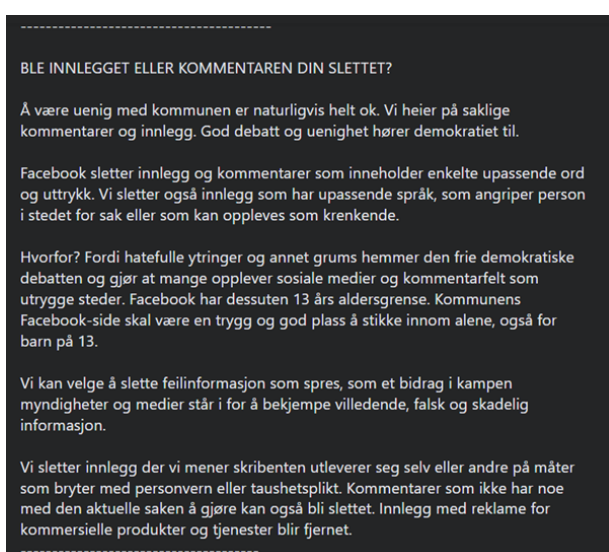 ----------------------------------------
BLE INNLEGGET ELLER KOMMENTAREN DIN SLETTET?
Å være uenig med kommunen er naturligvis helt ok. Vi heier på saklige
kommentarer og innlegg. God debatt og uenighet hører demokratiet til.
Facebook sletter innlegg og kommentarer som inneholder enkelte upassende ord
og uttrykk. Vi sletter også innlegg som har upassende språk, som angriper person
i stedet for sak eller som kan oppleves som krenkende.
Hvorfor? Fordi hatefulle ytringer og annet grums hemmer den frie demokratiske
debatten og gjør at mange opplever sosiale medier og kommentarfelt som
utrygge steder. Facebook har dessuten 13 års aldersgrense. Kommunens
Facebook-side skal være en trygg og god plass å stikke innom alene, også for
barn på 13.
Vi kan velge å slette feilinformasjon som spres, som et bidrag i kampen
myndigheter og medier står i for å bekjempe villedende, falsk og skadelig
informasjon.
Vi sletter innlegg der vi mener skribenten utleverer seg selv eller andre på måter
som bryter med personvern eller taushetsplikt. Kommentarer som ikke har noe
med den aktuelle saken å gjøre kan også bli slettet. Innlegg med reklame for
kommersielle produkter og tjenester blir fjernet.
--------------------------------------